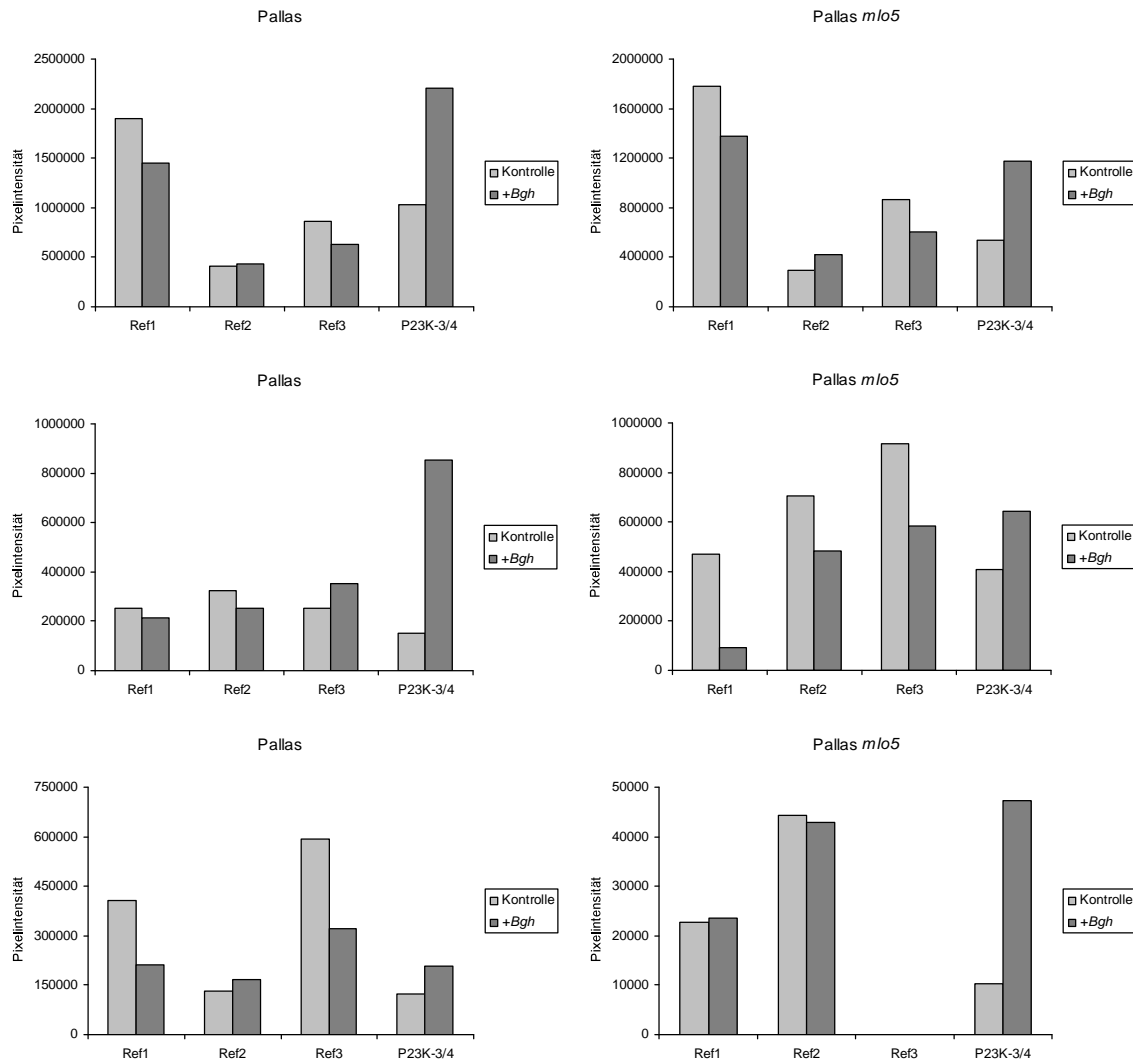 Pallas
2500000
2000000
1500000
1000000
500000
0
Pixelintensität
Ref1 Ref2 Ref3 P23K-3/4
Kontrolle
+Bgh
Pallas mlo5
2000000
1600000
1200000
800000
400000
0
Pixelintensität
Ref1 Ref2 Ref3 P23K-3/4
Kontrolle
+Bgh
Pallas
1000000
800000
600000
400000
200000
0
Pixelintensität
Ref1 Ref2 Ref3 P23K-3/4
Kontrolle
+Bgh
Pallas mlo5
1000000
800000
600000
400000
200000
0
Pixelintensität
Ref1 Ref2 Ref3 P23K-3/4
Kontrolle
+Bgh
Pallas
750000
600000
450000
300000
150000
0
Pixelintensität
Ref1 Ref2 Ref3 P23K-3/4
Kontrolle
+Bgh
Pallas mlo5
50000
40000
30000
20000
10000
0
Pixelintensität
Ref1 Ref2 Ref3 P23K-3/4
Kontrolle
+Bgh